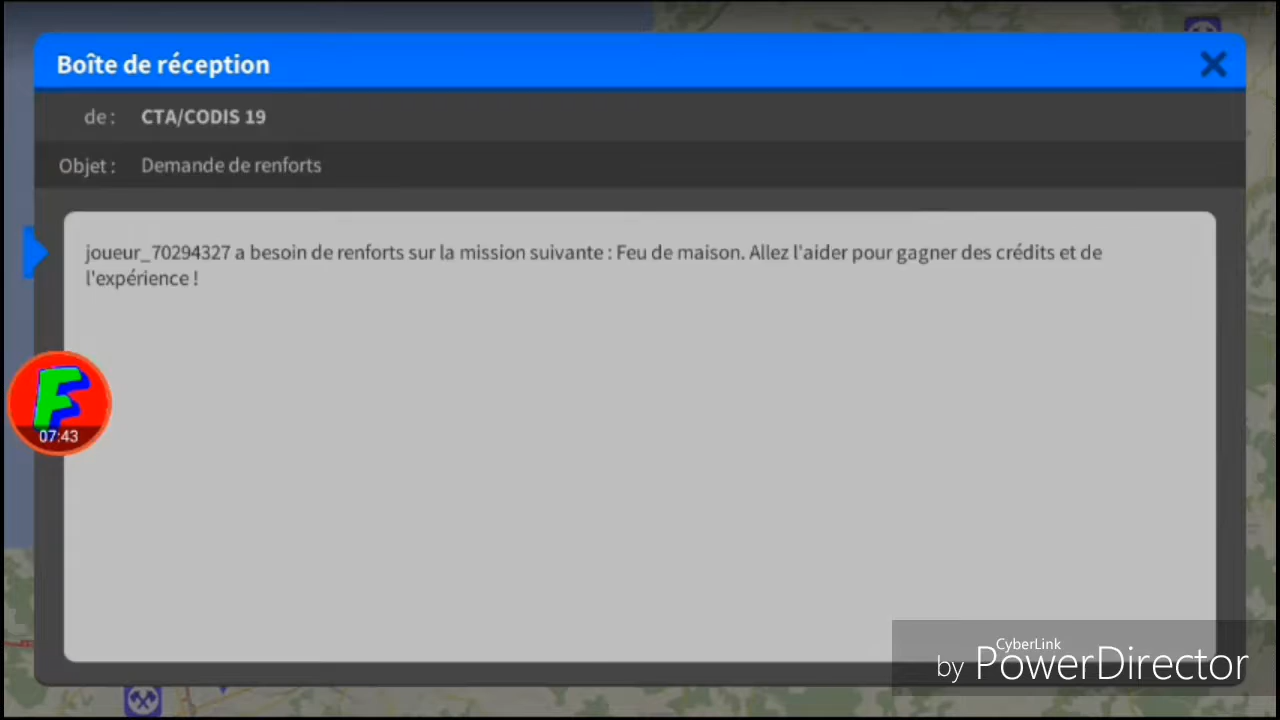 Boîte de réception
de : CTA/CODIS 19
Objet : Demande de renforts
joueur_70294327 a besoin de renforts sur la mission suivante : Feu de maison. Allez l'aider pour gagner des crédits et de
l'expérience !
F
07:43
CyberLink
by PowerDirector